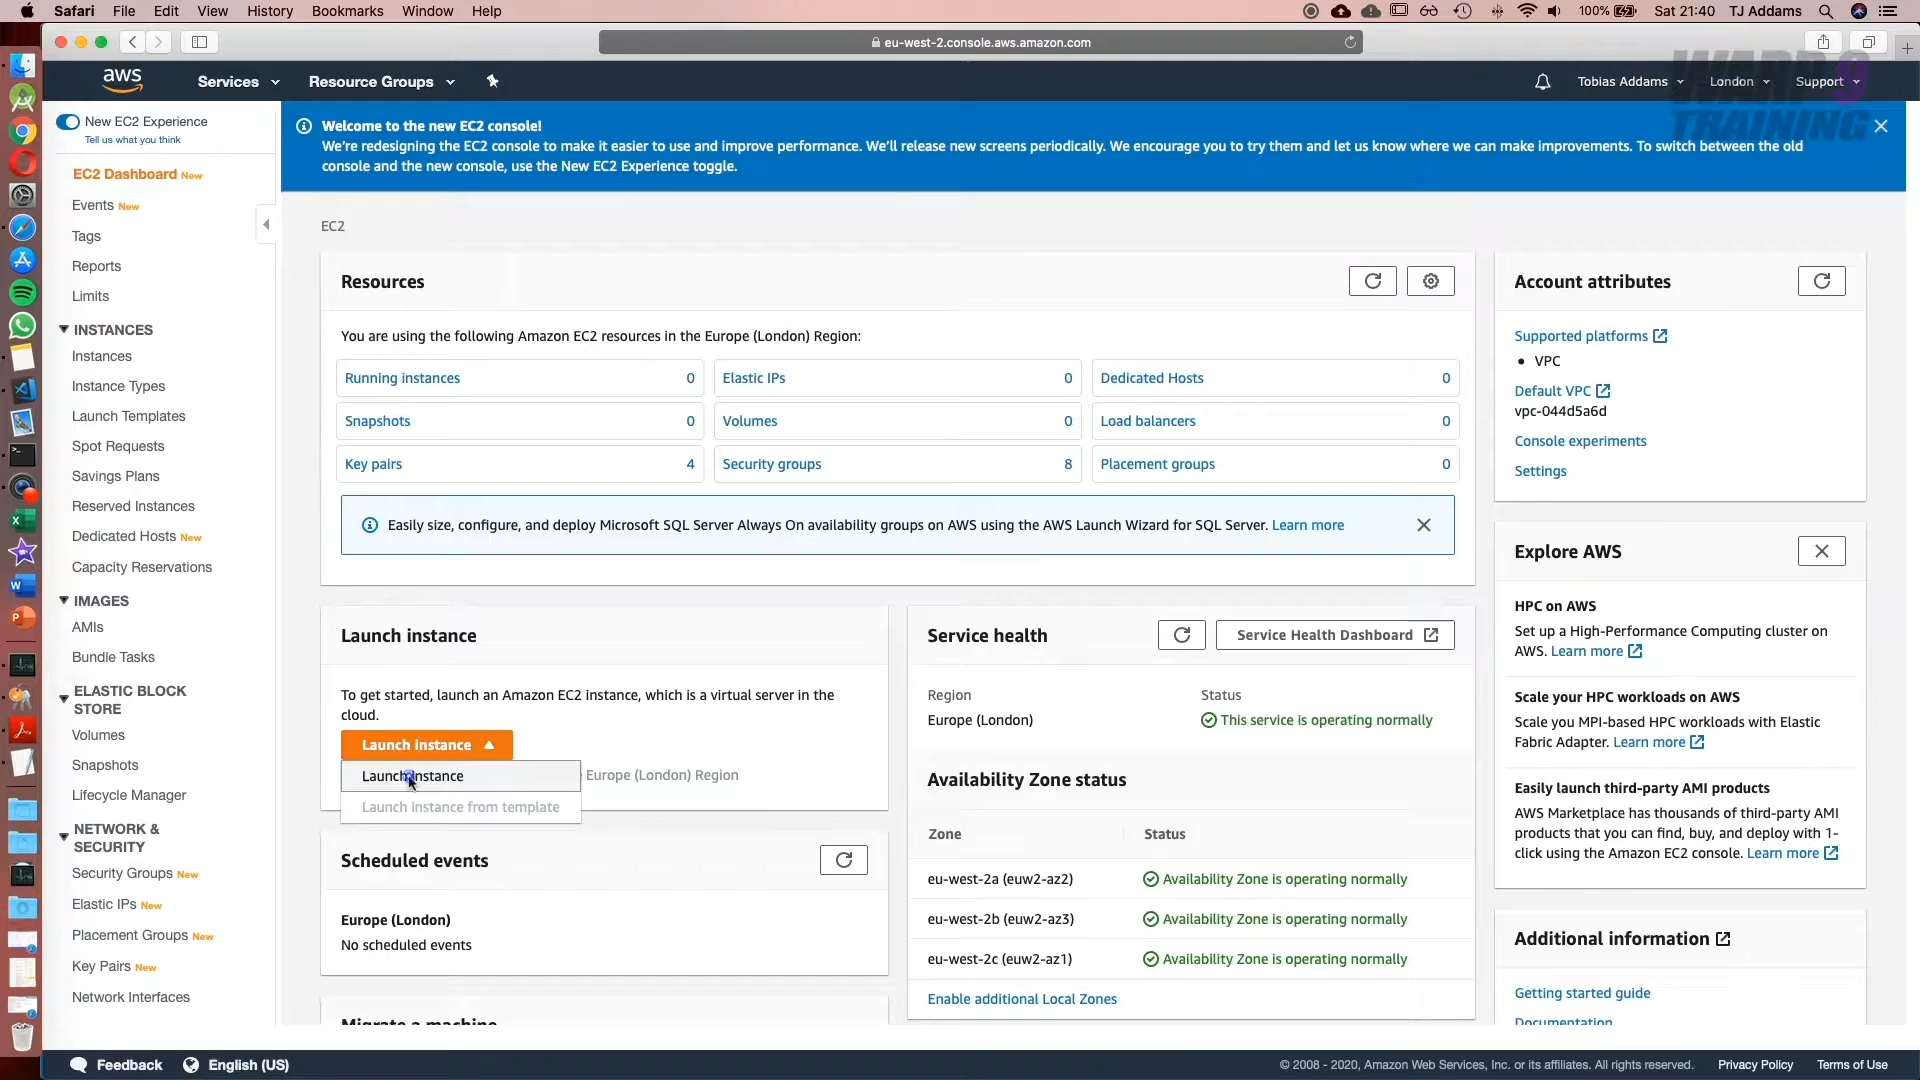 Safari File Edit View History Bookmarks Window Help 100% Sat 21:40 TJ Addams
eu-west-2.console.aws.amazon.com
WARP 9
TRAINING
aws Services Resource Groups Tobias Addams London Support
New EC2 Experience
Tell us what you think
EC2 Dashboard New
Events New
Tags
Reports
Limits
INSTANCES
Instances
Instance Types
Launch Templates
Spot Requests
Savings Plans
Reserved Instances
Dedicated Hosts New
Capacity Reservations
IMAGES
AMIs
Bundle Tasks
ELASTIC BLOCK
STORE
Volumes
Snapshots
Lifecycle Manager
NETWORK &
SECURITY
Security Groups New
Elastic IPs New
Placement Groups New
Key Pairs New
Network Interfaces
Welcome to the new EC2 console!
We're redesigning the EC2 console to make it easier to use and improve performance. We'll release new screens periodically. We encourage you to try them and let us know where we can make improvements. To switch between the old
console and the new console, use the New EC2 Experience toggle.
EC2
Resources
You are using the following Amazon EC2 resources in the Europe (London) Region:
Running instances 0 Elastic IPs 0 Dedicated Hosts 0
Snapshots 0 Volumes 0 Load balancers 0
Key pairs 4 Security groups 8 Placement groups 0
Easily size, configure, and deploy Microsoft SQL Server Always On availability groups on AWS using the AWS Launch Wizard for SQL Server. Learn more
Launch instance
To get started, launch an Amazon EC2 instance, which is a virtual server in the
cloud.
Launch instance
Launch instance
Europe (London) Region
Launch instance from template
Scheduled events
Europe (London)
No scheduled events
Migrate a machine
Service health
Service Health Dashboard
Region Status
Europe (London) This service is operating normally
Availability Zone status
Zone Status
eu-west-2a (euw2-az2) Availability Zone is operating normally
eu-west-2b (euw2-az3) Availability Zone is operating normally
eu-west-2c (euw2-az1) Availability Zone is operating normally
Enable additional Local Zones
Account attributes
Supported platforms
• VPC
Default VPC
vpc-044d5a6d
Console experiments
Settings
Explore AWS
HPC on AWS
Set up a High-Performance Computing cluster on
AWS. Learn more
Scale your HPC workloads on AWS
Scale you MPI-based HPC workloads with Elastic
Fabric Adapter. Learn more
Easily launch third-party AMI products
AWS Marketplace has thousands of third-party AMI
products that you can find, buy, and deploy with 1-
click using the Amazon EC2 console. Learn more
Additional information
Getting started guide
Documentation
Feedback English (US) © 2008 - 2020, Amazon Web Services, Inc. or its affiliates. All rights reserved. Privacy Policy Terms of Use